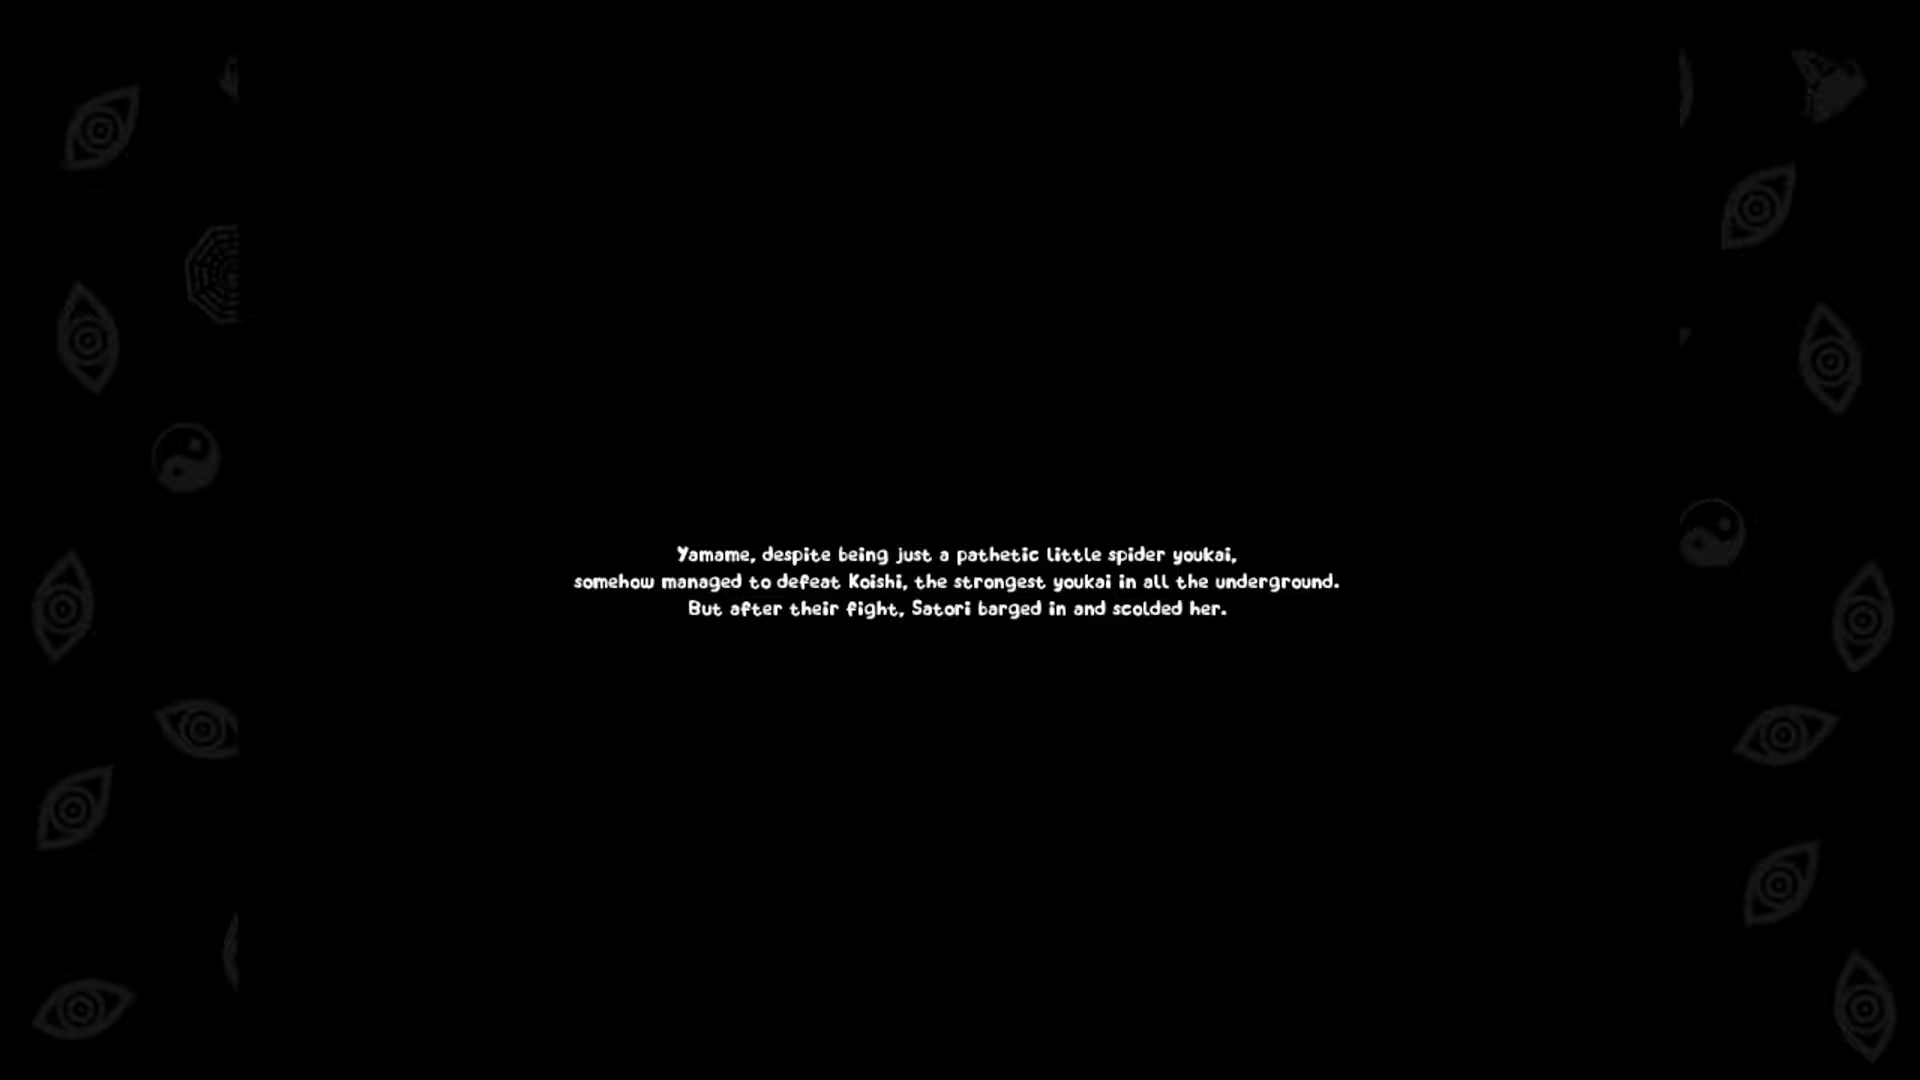 Yamame, despite being just a pathetic little spider youkai,
somehow managed to defeat Koishi, the strongest youkai in all the underground.
But after their fight, Satori barged in and scolded her.